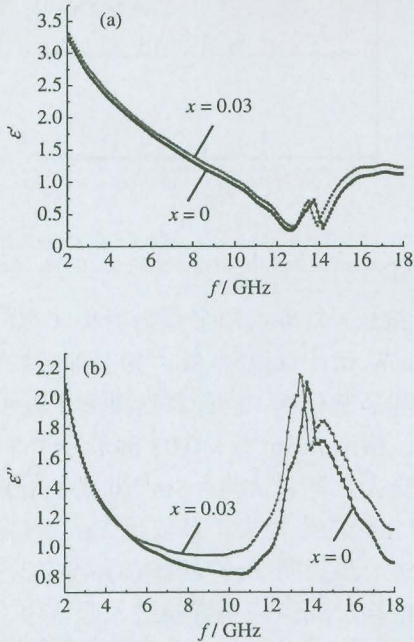 (a)
3.5
3.0
2.5
2.0
1.5
1.0
0.5
0
ε′
x = 0.03
x = 0
2 4 6 8 10 12 14 16 18
f / GHz
(b)
2.2
2.0
1.8
1.6
1.4
1.2
1.0
0.8
ε″
x = 0.03
x = 0
2 4 6 8 10 12 14 16 18
f / GHz